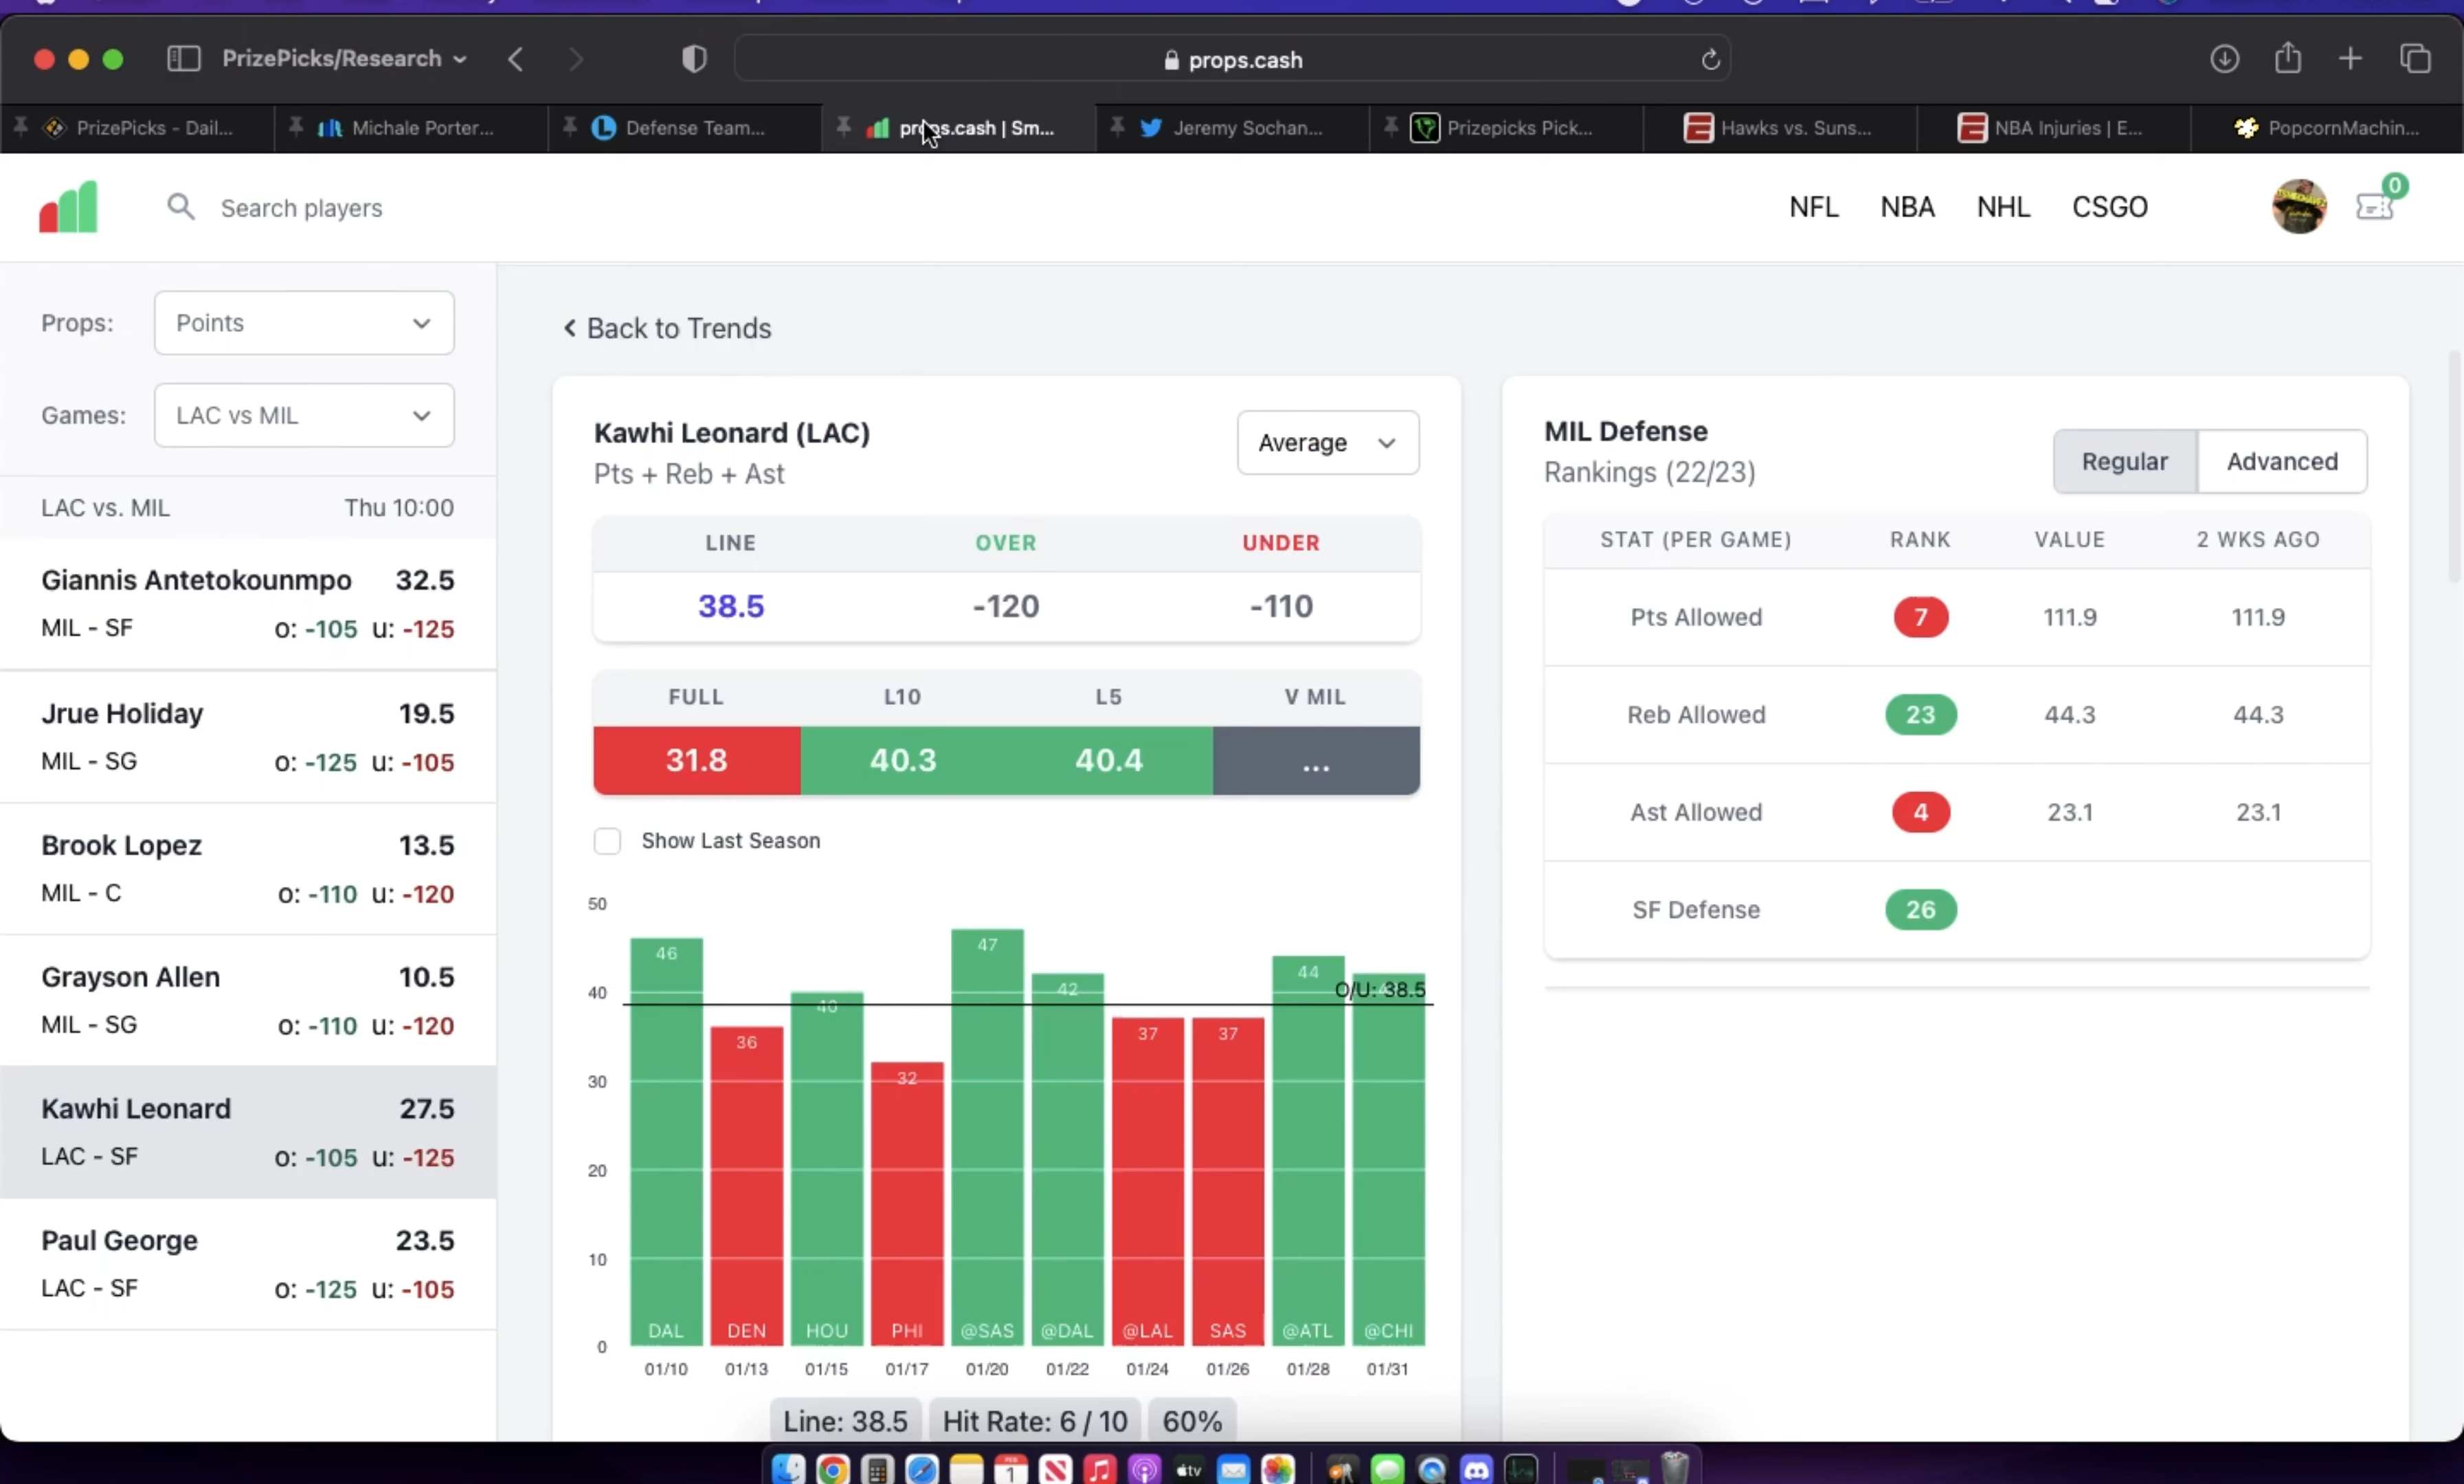 PrizePicks/Research
props.cash
PrizePicks - Dail...
Michale Porter...
Defense Team...
props.cash | Sm...
Jeremy Sochan...
Prizepicks Pick...
Hawks vs. Suns...
NBA Injuries | E...
PopcornMachin...
Search players
NFL
NBA
NHL
CSGO
0
Props:
Points
Games:
LAC vs MIL
LAC vs. MIL
Thu 10:00
Giannis Antetokounmpo 32.5
MIL - SF o: -105 u: -125
Jrue Holiday 19.5
MIL - SG o: -125 u: -105
Brook Lopez 13.5
MIL - C o: -110 u: -120
Grayson Allen 10.5
MIL - SG o: -110 u: -120
Kawhi Leonard 27.5
LAC - SF o: -105 u: -125
Paul George 23.5
LAC - SF o: -125 u: -105
Back to Trends
Kawhi Leonard (LAC)
Pts + Reb + Ast
Average
LINE OVER UNDER
38.5 -120 -110
FULL L10 L5 V MIL
31.8 40.3 40.4 ...
Show Last Season
50
40
30
20
10
0
46 36 40 32 47 42 37 37 44
O/U: 38.5
DAL DEN HOU PHI @SAS @DAL @LAL SAS @ATL @CHI
01/10 01/13 01/15 01/17 01/20 01/22 01/24 01/26 01/28 01/31
Line: 38.5 Hit Rate: 6 / 10 60%
MIL Defense
Rankings (22/23)
Regular
Advanced
STAT (PER GAME) RANK VALUE 2 WKS AGO
Pts Allowed 7 111.9 111.9
Reb Allowed 23 44.3 44.3
Ast Allowed 4 23.1 23.1
SF Defense 26
FEB
1
tv